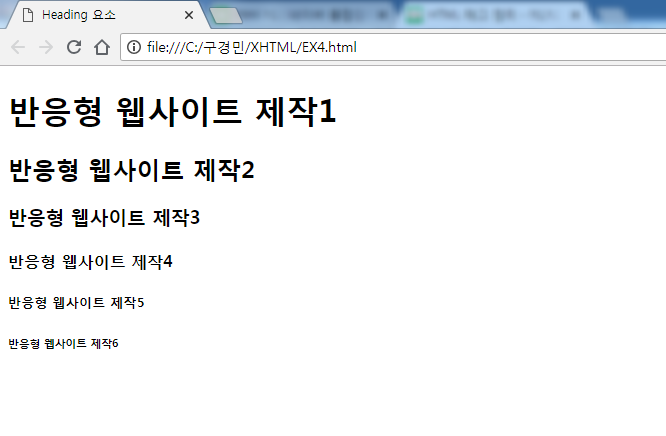 Heading 요소
file:///C:/구경민/XHTML/EX4.html
반응형 웹사이트 제작1
반응형 웹사이트 제작2
반응형 웹사이트 제작3
반응형 웹사이트 제작4
반응형 웹사이트 제작5
반응형 웹사이트 제작6